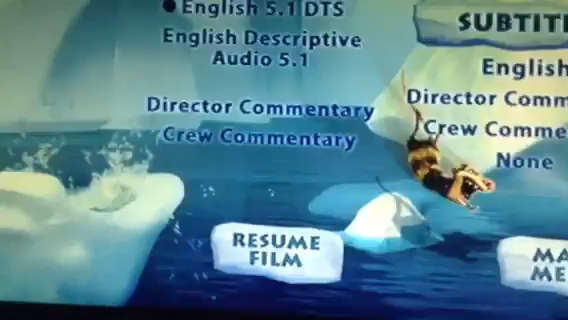 English 5.1 DTS
English Descriptive
Audio 5.1
Director Commentary
Crew Commentary
RESUME
FILM
SUBTITL
English
Director Comm
Crew Comme
None
MA
ME